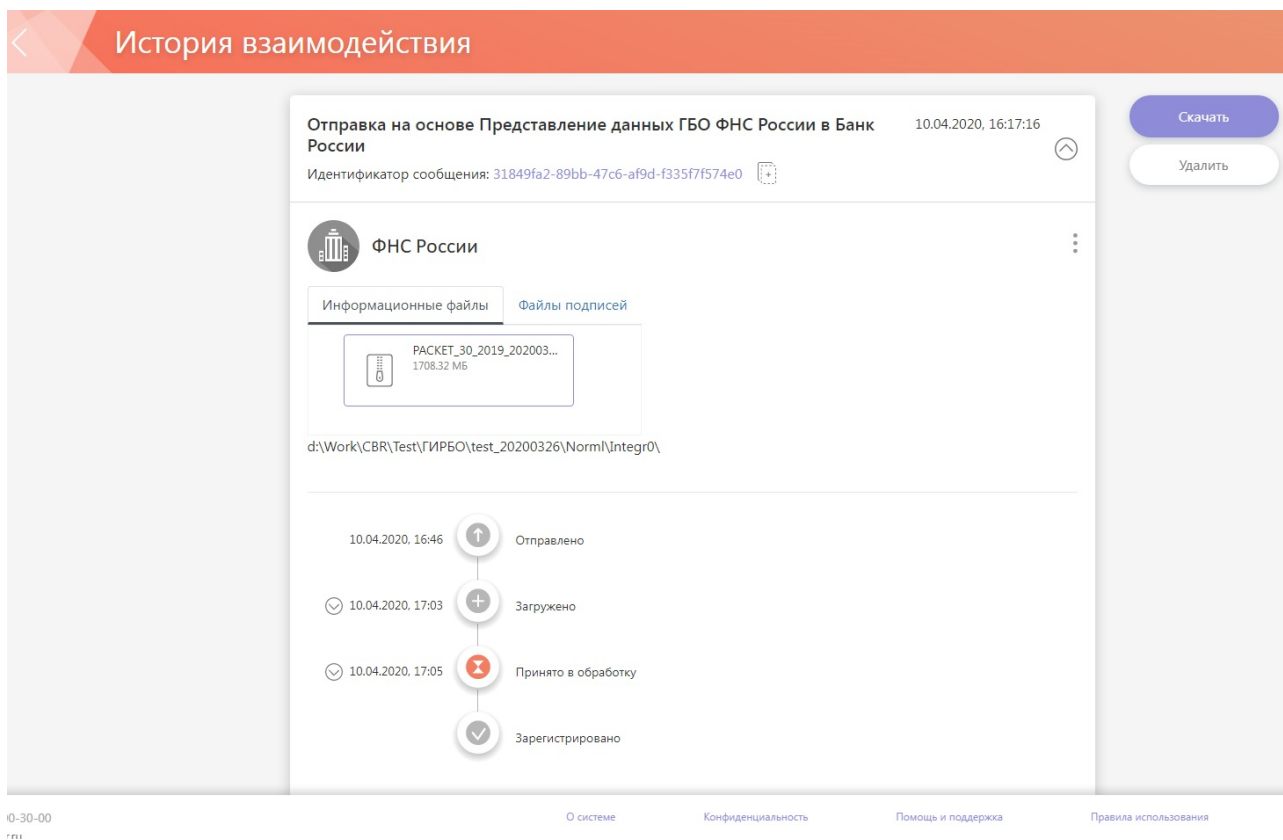 История взаимодействия
Отправка на основе Представление данных ГБО ФНС России в Банк
России
10.04.2020, 16:17:16
Идентификатор сообщения: 31849fa2-89bb-47c6-af9d-f335f7f574e0
Скачать
Удалить
ФНС России
Информационные файлы
Файлы подписей
PACKET_30_2019_202003...
1708.32 МБ
d:\Work\CBR\Test\ГИРБО\test_20200326\Norml\Integr0\
10.04.2020, 16:46 Отправлено
10.04.2020, 17:03 Загружено
10.04.2020, 17:05 Принято в обработку
Зарегистрировано
0-30-00
О системе
Конфиденциальность
Помощь и поддержка
Правила использования